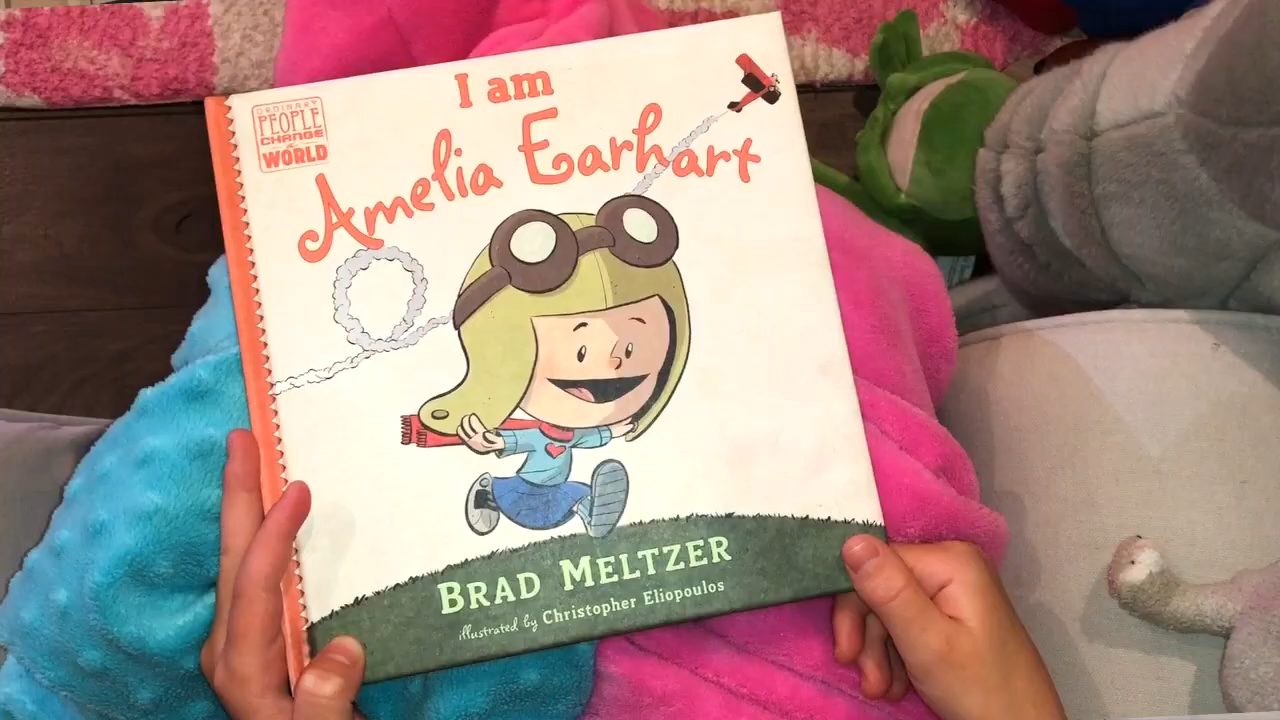 ORDINARY
PEOPLE
CHANGE
the
WORLD
I am
Amelia Earhart
BRAD MELTZER
illustrated by Christopher Eliopoulos